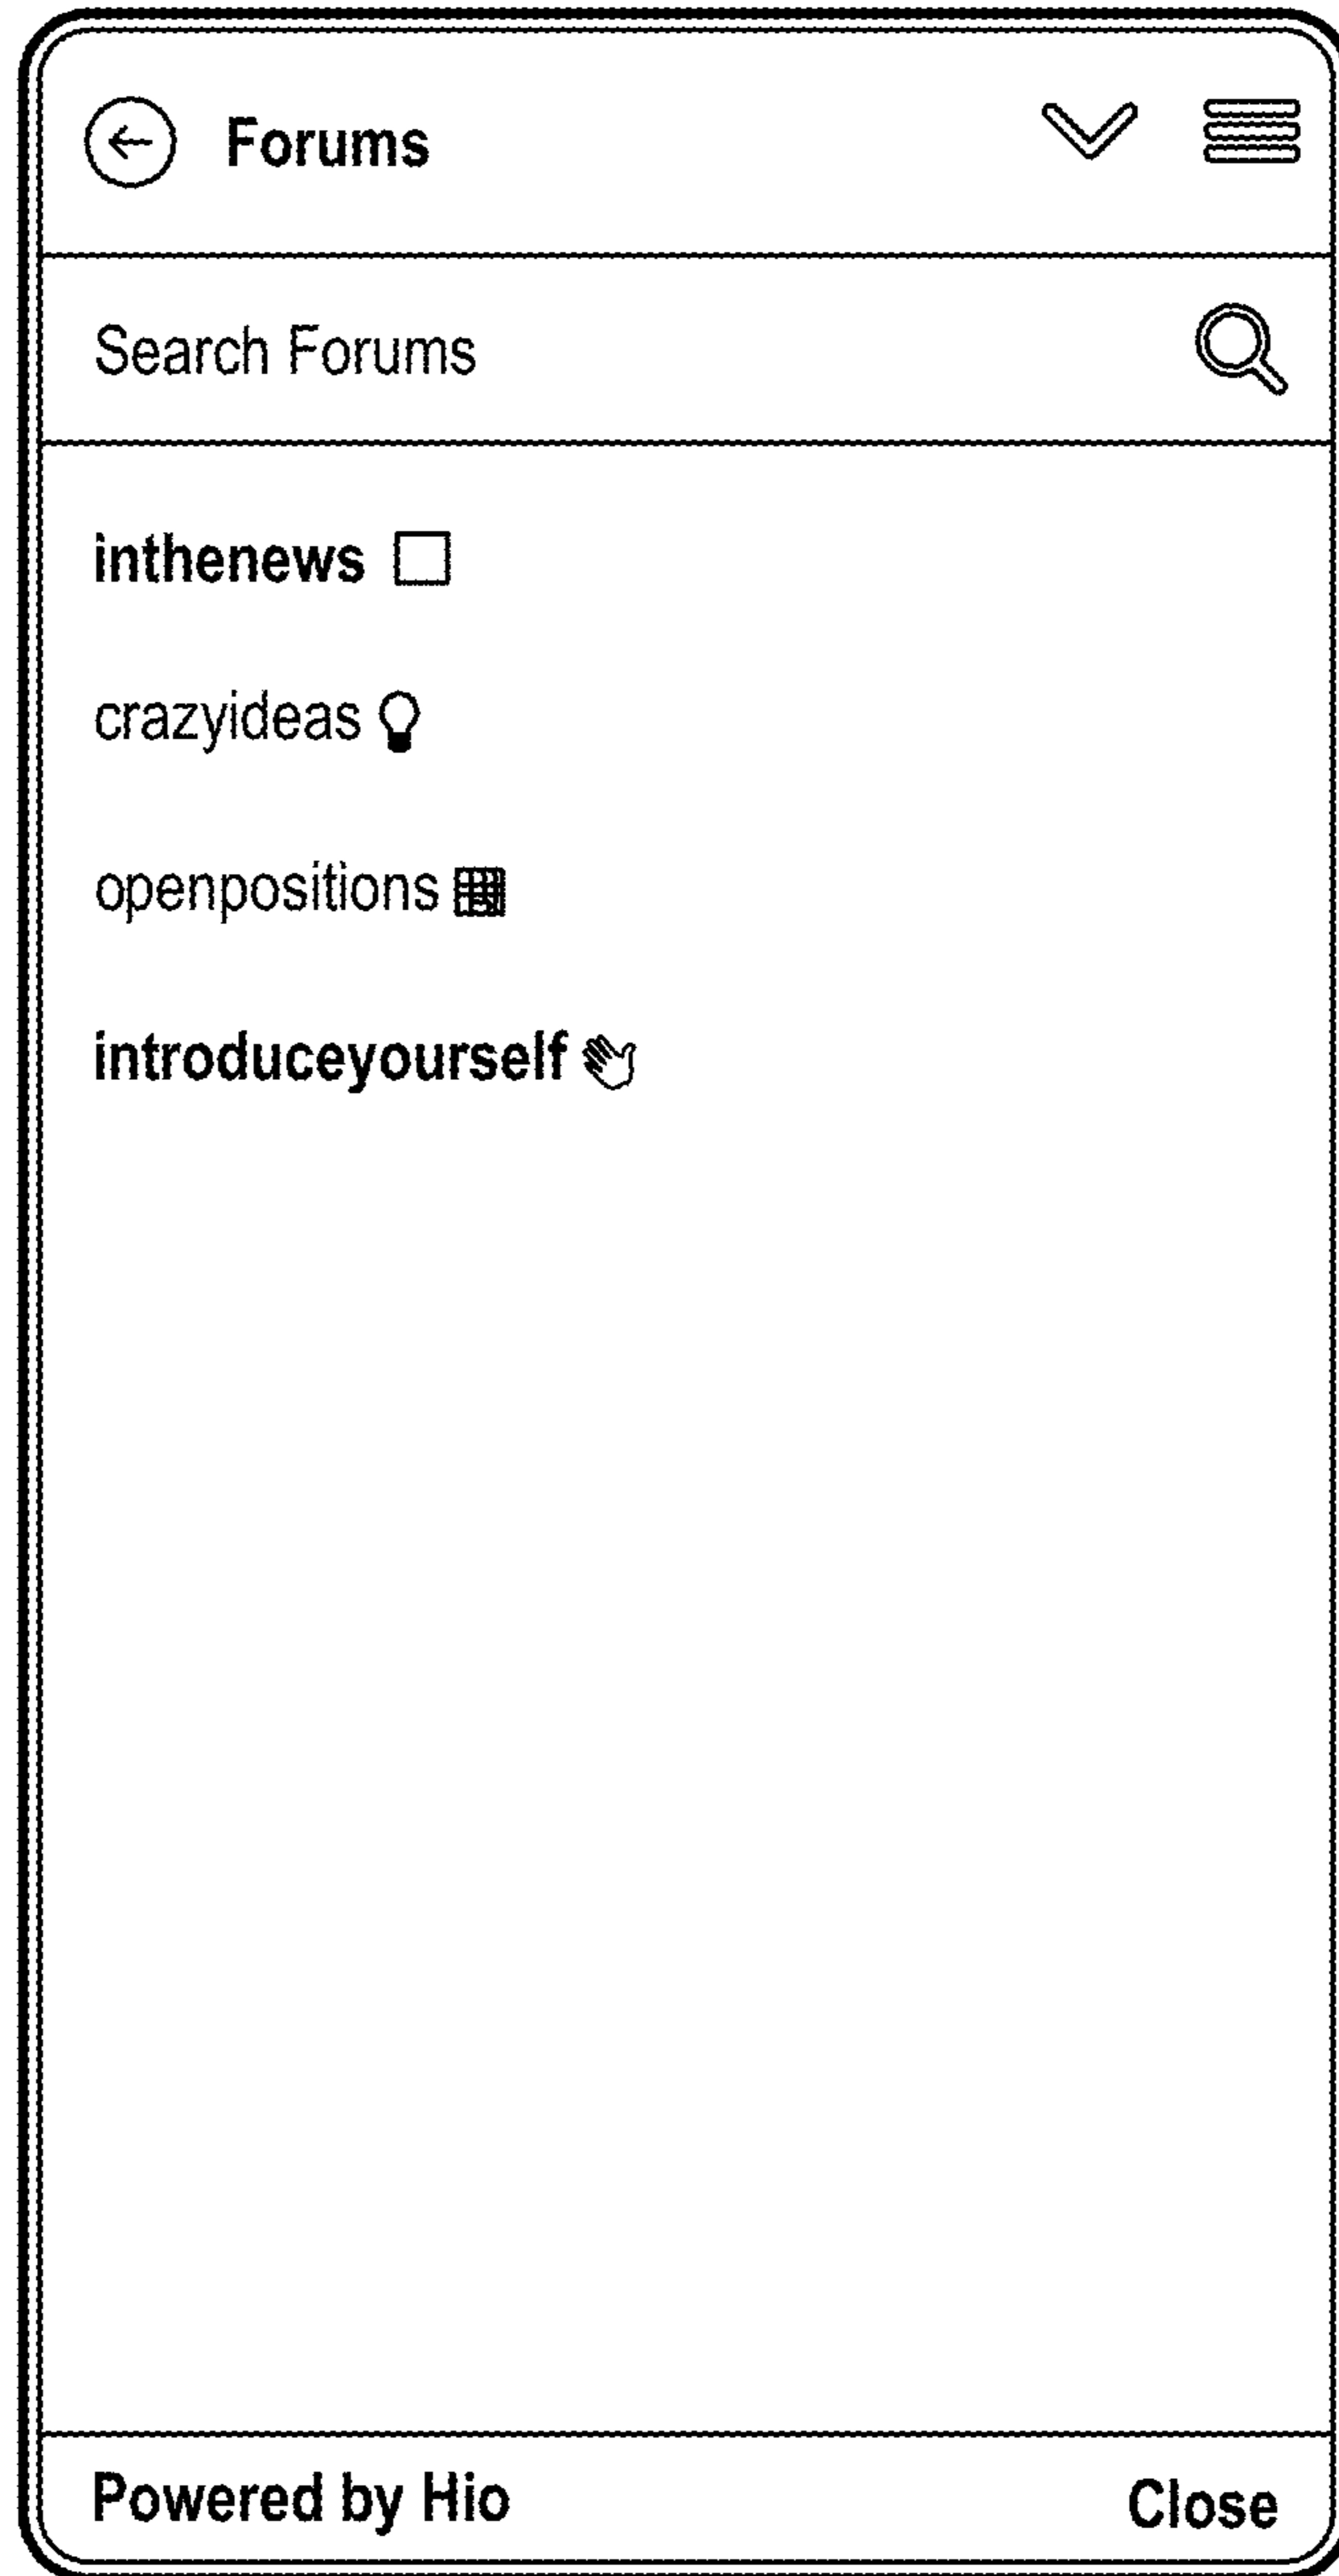 Forums
Search Forums
inthenews
crazyideas
openpositions
introduceyourself
Powered by Hio
Close